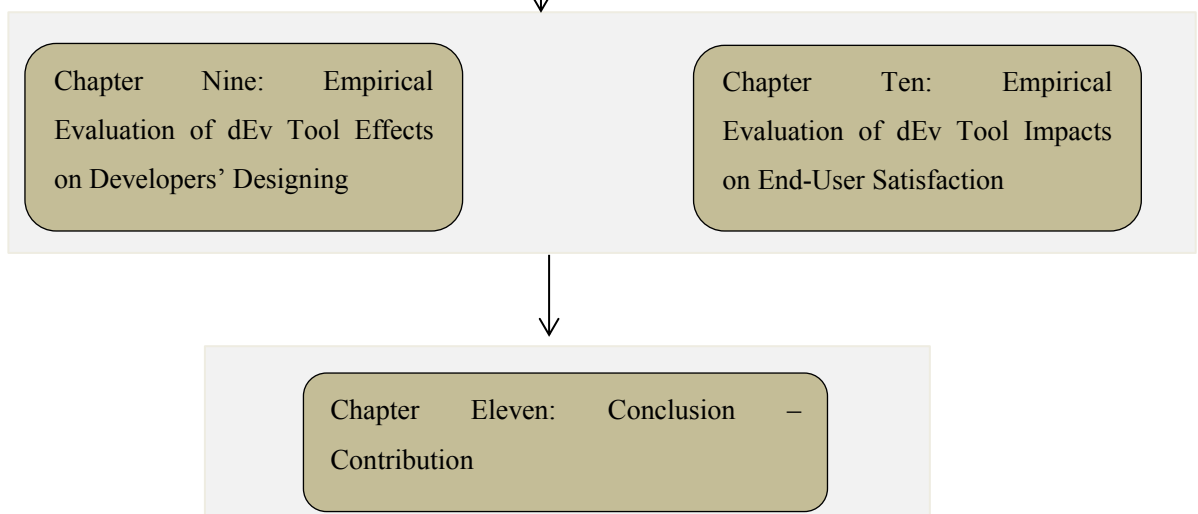 Chapter Nine: Empirical
Evaluation of dEv Tool Effects
on Developers’ Designing
Chapter Ten: Empirical
Evaluation of dEv Tool Impacts
on End-User Satisfaction
Chapter Eleven: Conclusion –
Contribution